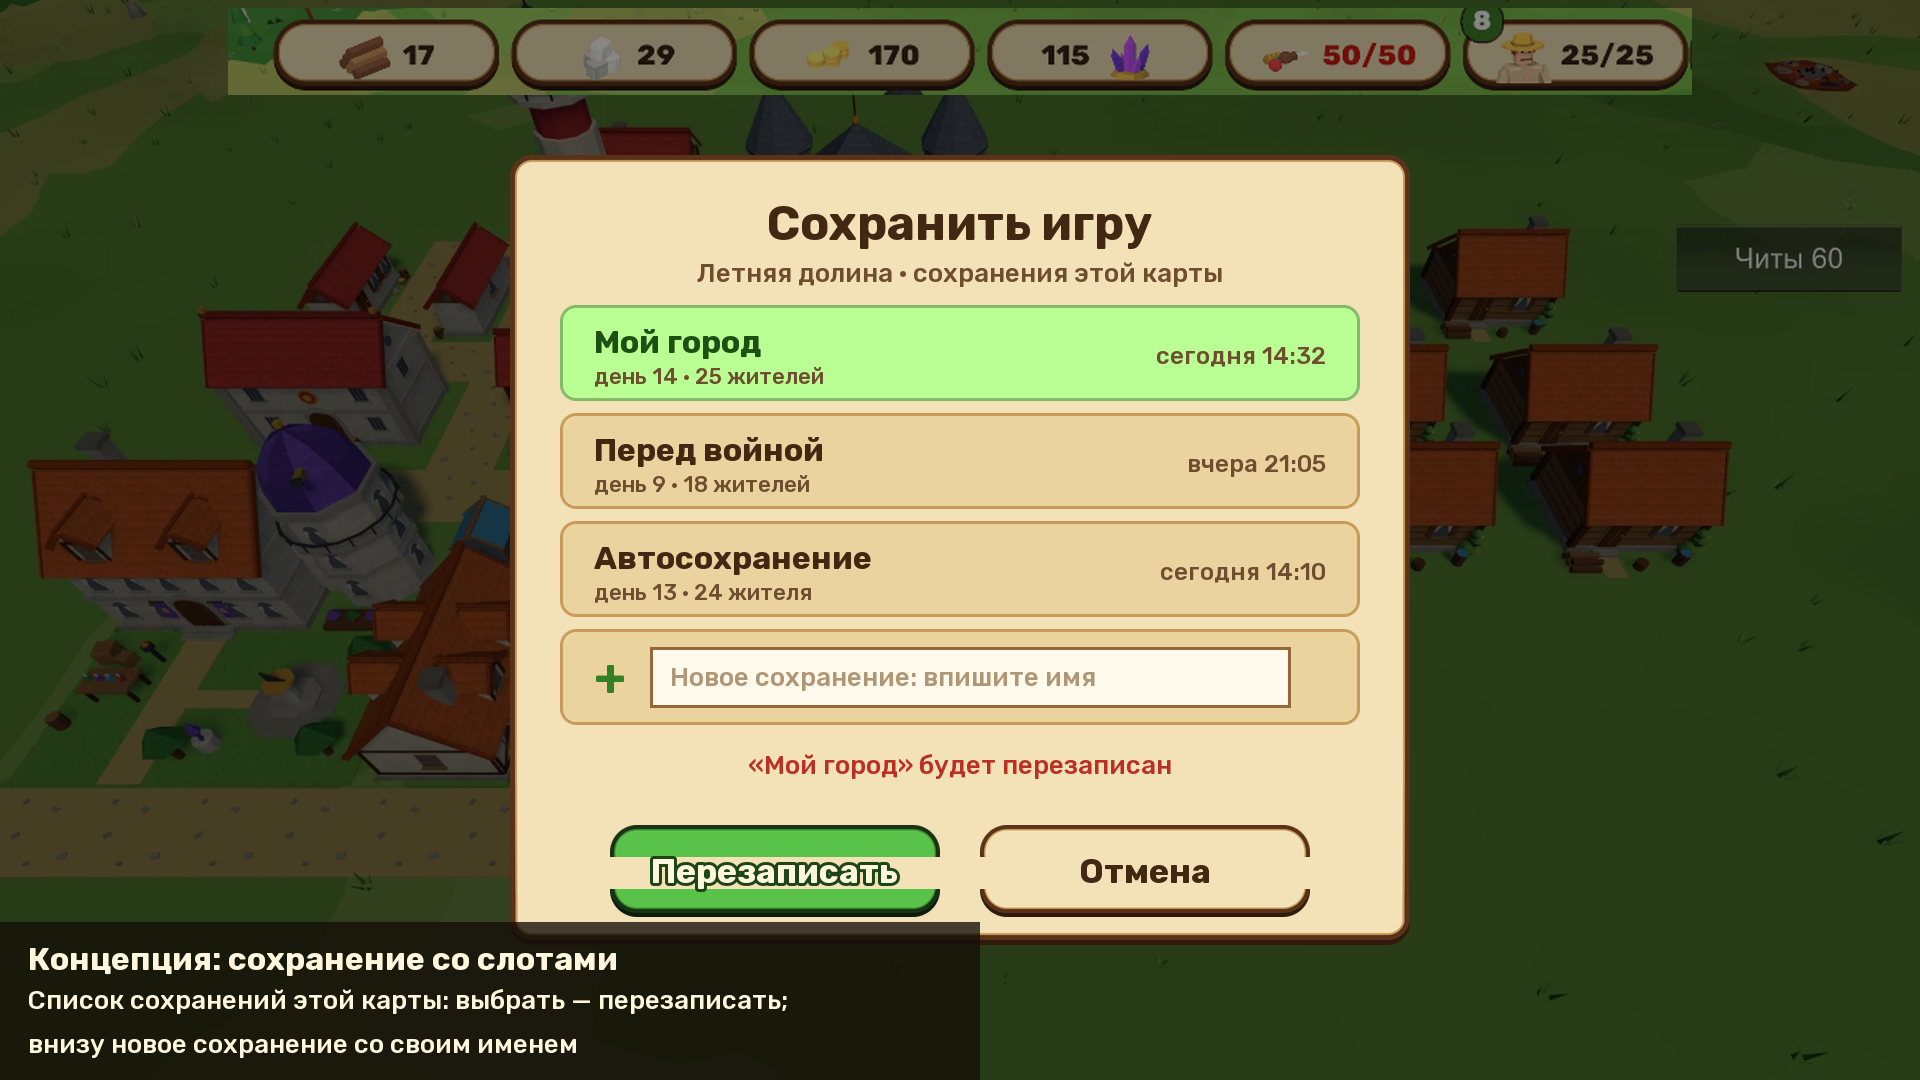 17
29
170
115
50/50
8
25/25
Читы 60
Сохранить игру
Летняя долина • сохранения этой карты
Мой город
день 14 • 25 жителей
сегодня 14:32
Перед войной
день 9 • 18 жителей
вчера 21:05
Автосохранение
день 13 • 24 жителя
сегодня 14:10
+ Новое сохранение: впишите имя
«Мой город» будет перезаписан
Перезаписать
Отмена
Концепция: сохранение со слотами
Список сохранений этой карты: выбрать — перезаписать;
внизу новое сохранение со своим именем